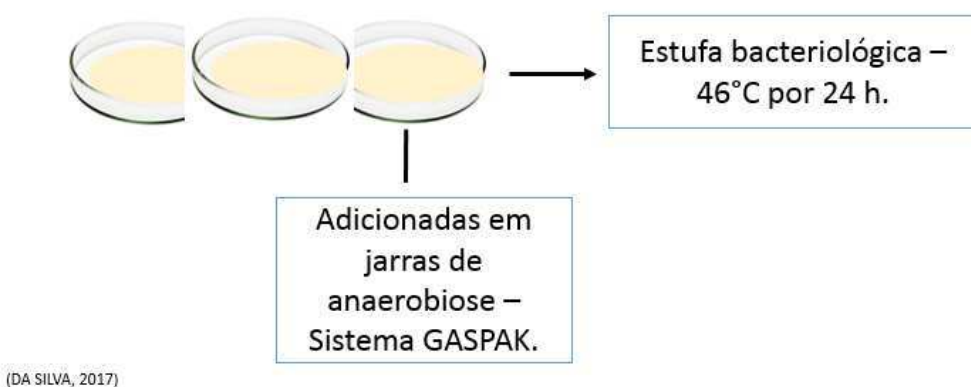 Estufa bacteriológica –
46°C por 24 h.
Adicionadas em
jarras de
anaerobiose –
Sistema GASPAK.
(DA SILVA, 2017)